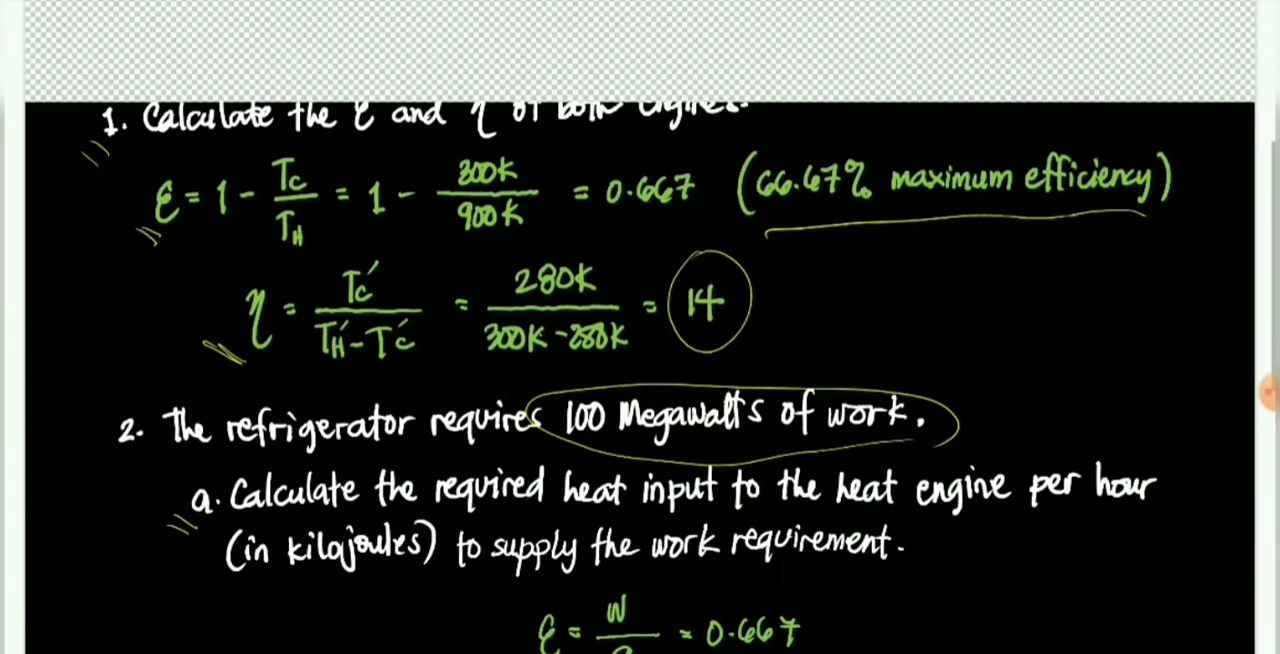 1. Calculate the ε and η of both engines.
ε = 1 - Tc/TH = 1 - 300K/900K = 0.667 (66.67% maximum efficiency)
η = Tc'/TH'-Tc' = 280K/300K-280K = 14
2. The refrigerator requires 100 Megawatts of work.
a. Calculate the required heat input to the heat engine per hour
(in kilojoules) to supply the work requirement.
ε = W/ = 0.667